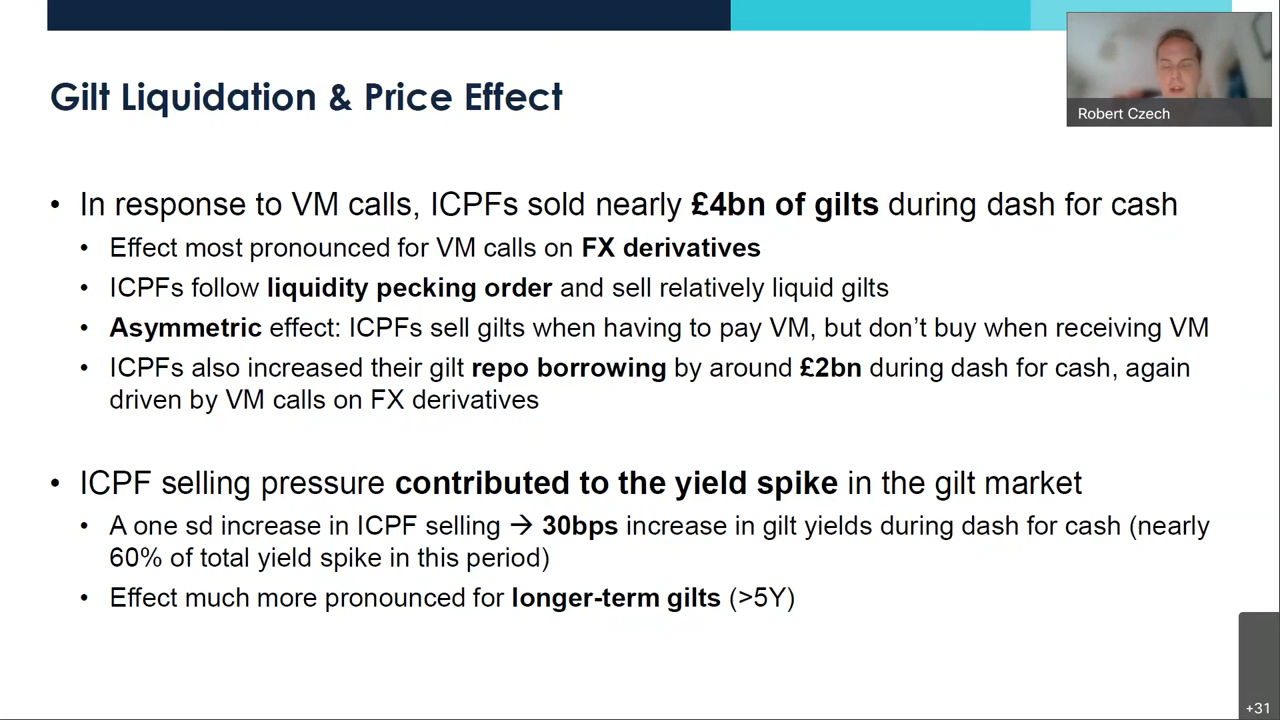 Gilt Liquidation & Price Effect
Robert Czech
• In response to VM calls, ICPFs sold nearly £4bn of gilts during dash for cash
• Effect most pronounced for VM calls on FX derivatives
• ICPFs follow liquidity pecking order and sell relatively liquid gilts
• Asymmetric effect: ICPFs sell gilts when having to pay VM, but don’t buy when receiving VM
• ICPFs also increased their gilt repo borrowing by around £2bn during dash for cash, again
driven by VM calls on FX derivatives
• ICPF selling pressure contributed to the yield spike in the gilt market
• A one sd increase in ICPF selling → 30bps increase in gilt yields during dash for cash (nearly
60% of total yield spike in this period)
• Effect much more pronounced for longer-term gilts (>5Y)
+31